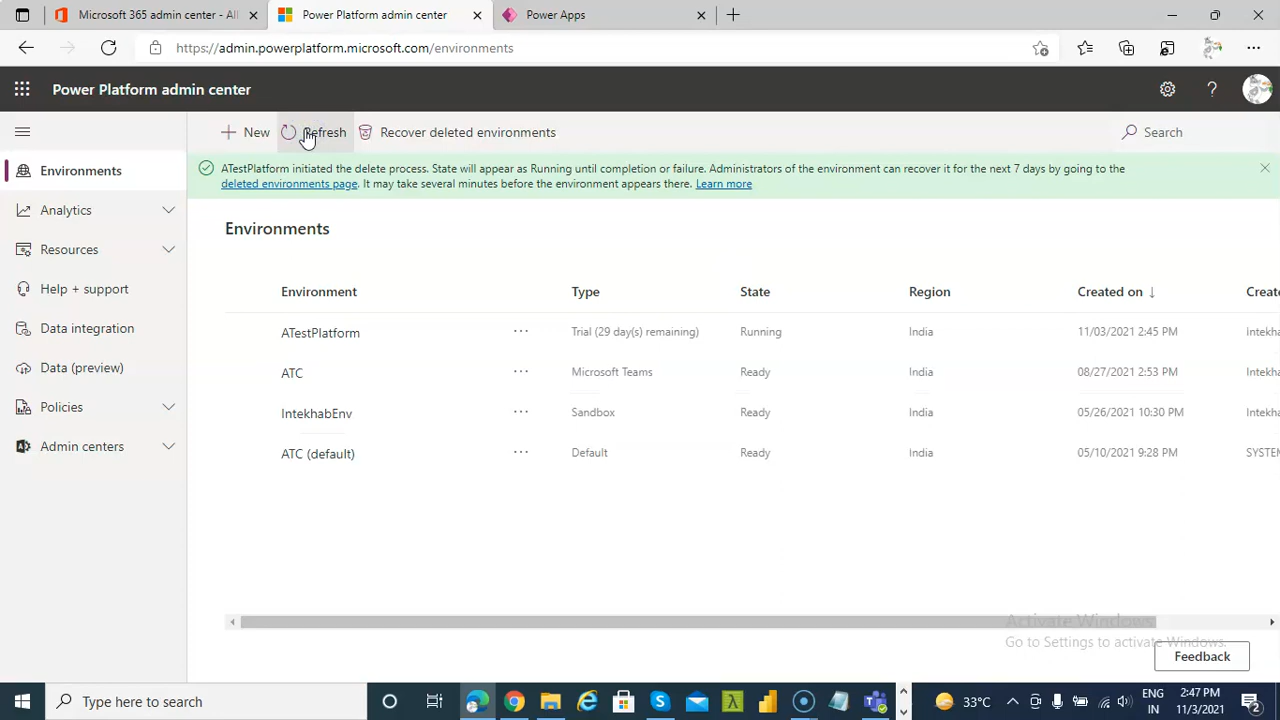 Microsoft 365 admin center - ATe
Power Platform admin center
Power Apps
https://admin.powerplatform.microsoft.com/environments
Power Platform admin center
New
Refresh
Recover deleted environments
Search
ATestPlatform initiated the delete process. State will appear as Running until completion or failure. Administrators of the environment can recover it for the next 7 days by going to the
deleted environments page. It may take several minutes before the environment appears there. Learn more
Environments
Analytics
Resources
Help + support
Data integration
Data (preview)
Policies
Admin centers
Environments
Environment Type State Region Created on ↓ Create
ATestPlatform ... Trial (29 day(s) remaining) Running India 11/03/2021 2:45 PM Intekha
ATC ... Microsoft Teams Ready India 08/27/2021 2:53 PM Intekha
IntekhabEnv ... Sandbox Ready India 05/26/2021 10:30 PM Intekha
ATC (default) ... Default Ready India 05/10/2021 9:28 PM SYSTEM
Activate Windows
Go to Settings to activate Windows.
Feedback
Type here to search
33°C
ENG
IN
2:47 PM
11/3/2021
2